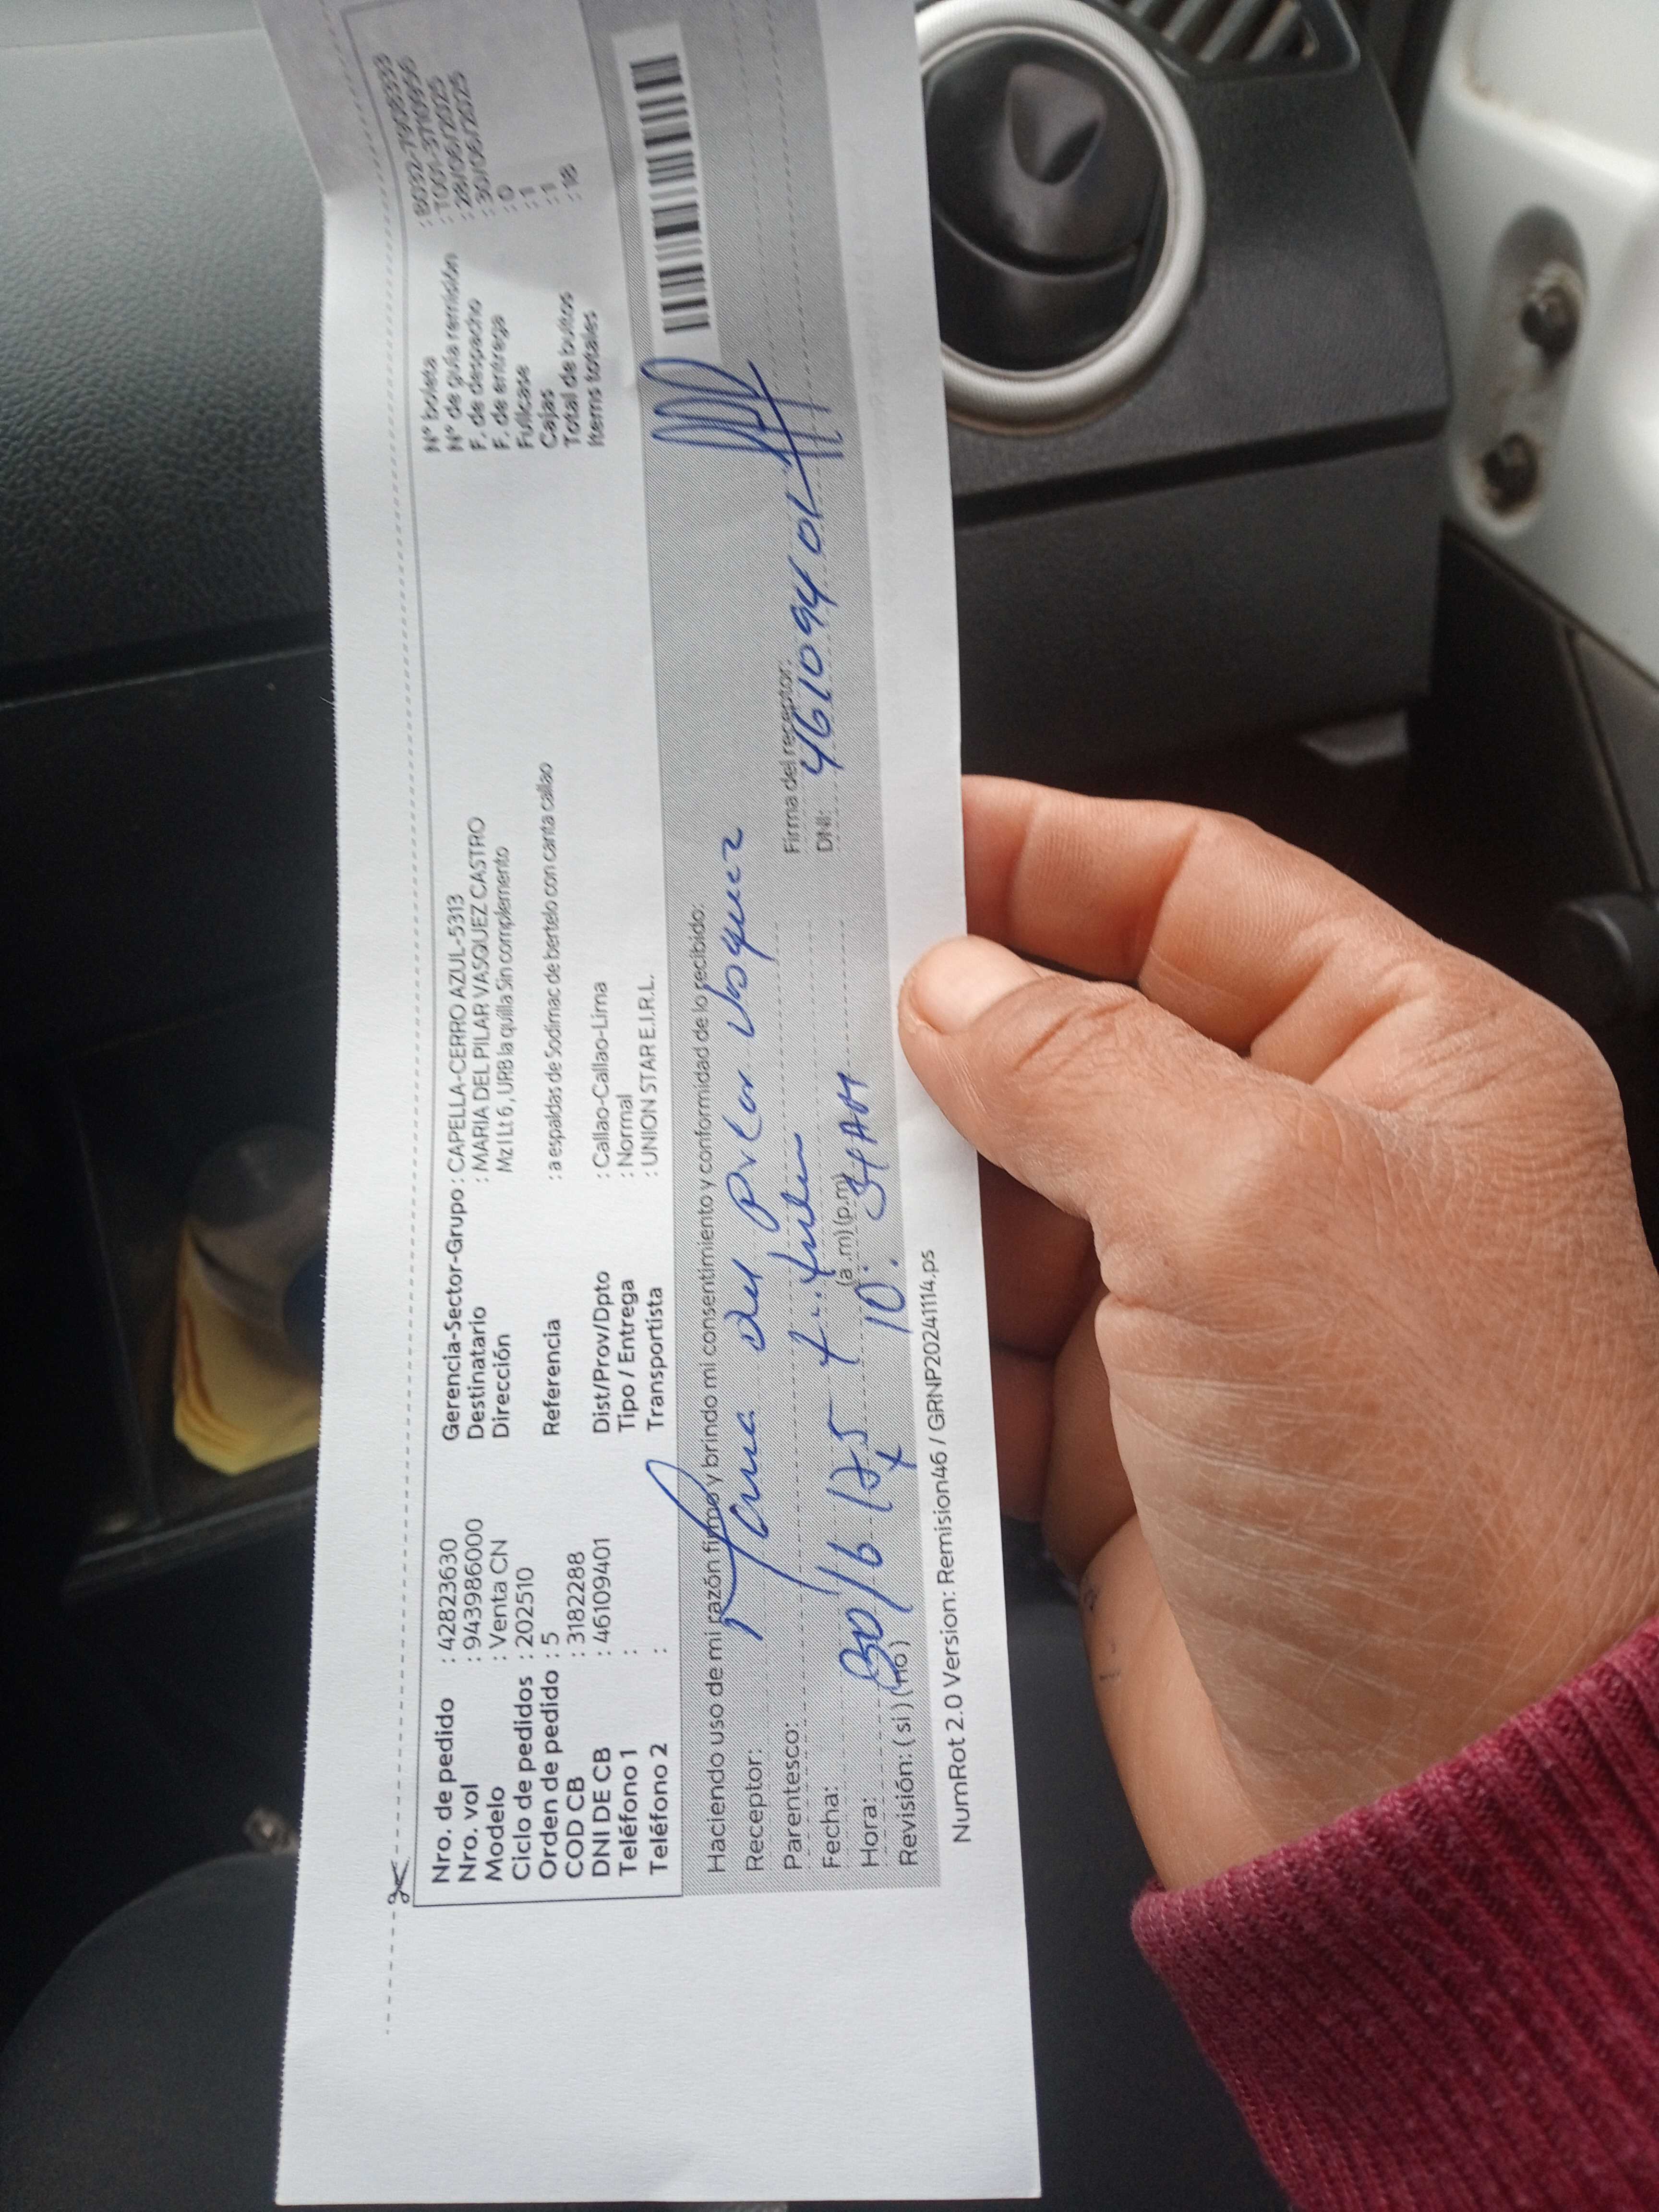 Nro. de pedido : 42823630
Nro. vol : 943986000
Modelo : Venta CN
Ciclo de pedidos : 202510
Orden de pedido : 5
COD CB : 3182288
DNI DE CB : 46109401
Teléfono 1 :
Teléfono 2 :
Gerencia-Sector-Grupo : CAPELLA-CERRO AZUL-5313
Destinatario : MARIA DEL PILAR VASQUEZ CASTRO
Dirección Mz I Lt 6 , URB la quilla Sin complemento
Referencia : a espaldas de Sodimac de bertelo con canta callao
Dist/Prov/Dpto : Callao-Callao-Lima
Tipo / Entrega : Normal
Transportista : UNION STAR E.I.R.L.
N° boleta : B032-79028333
N° de guía remisión : T001-37109956
F. de despacho : 28/06/2025
F. de entrega : 30/06/2025
Fullcase : 0
Cajas : 1
Total de bultos : 1
Items totales : 18
Haciendo uso de mi razón firmo y brindo mi consentimiento y conformidad de lo recibido:
Receptor: Maria del Pilar Vasquez
Parentesco:
Firma del receptor:
Fecha: 30/6/25
DNI: 46109401
Hora: (a.m) (p.m) 10: 34 AM
Revisión: ( si ) ( no )
NumRot 2.0 Version: Remision46 / GRNP20241114.ps